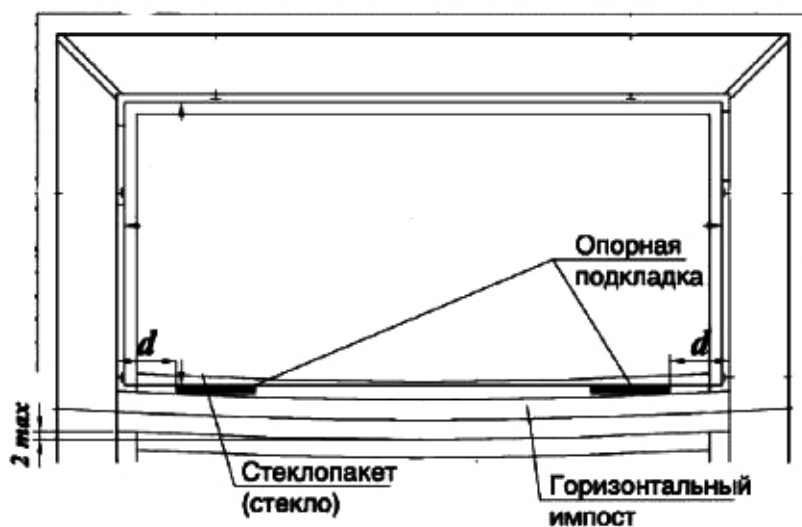 Опорная
подкладка
d
d
2 max
Стеклопакет
(стекло)
Горизонтальный
импост